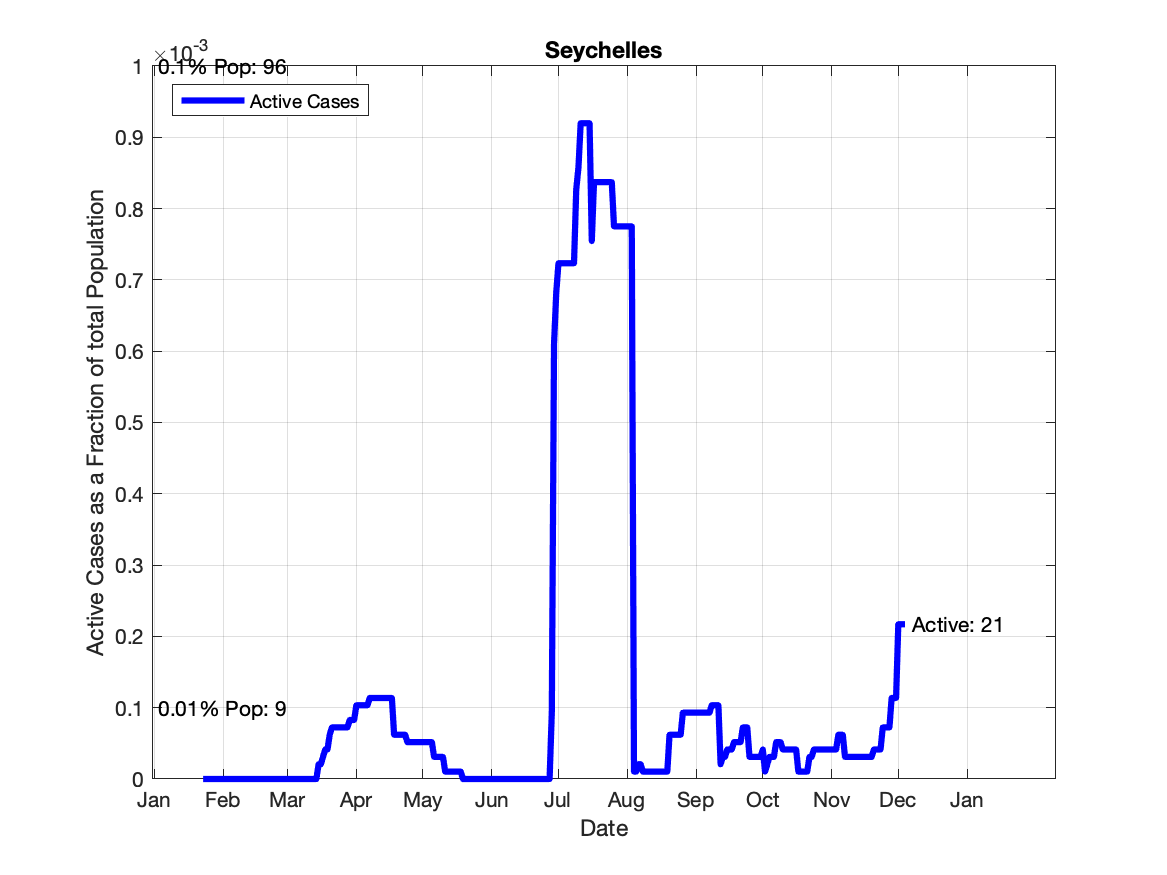 Seychelles
×10-3
0.1% Pop: 96
Active Cases
1
0.9
0.8
0.7
0.6
0.5
0.4
0.3
0.2
0.1
0
Active Cases as a Fraction of total Population
Active: 21
0.01% Pop: 9
Jan Feb Mar Apr May Jun Jul Aug Sep Oct Nov Dec Jan
Date